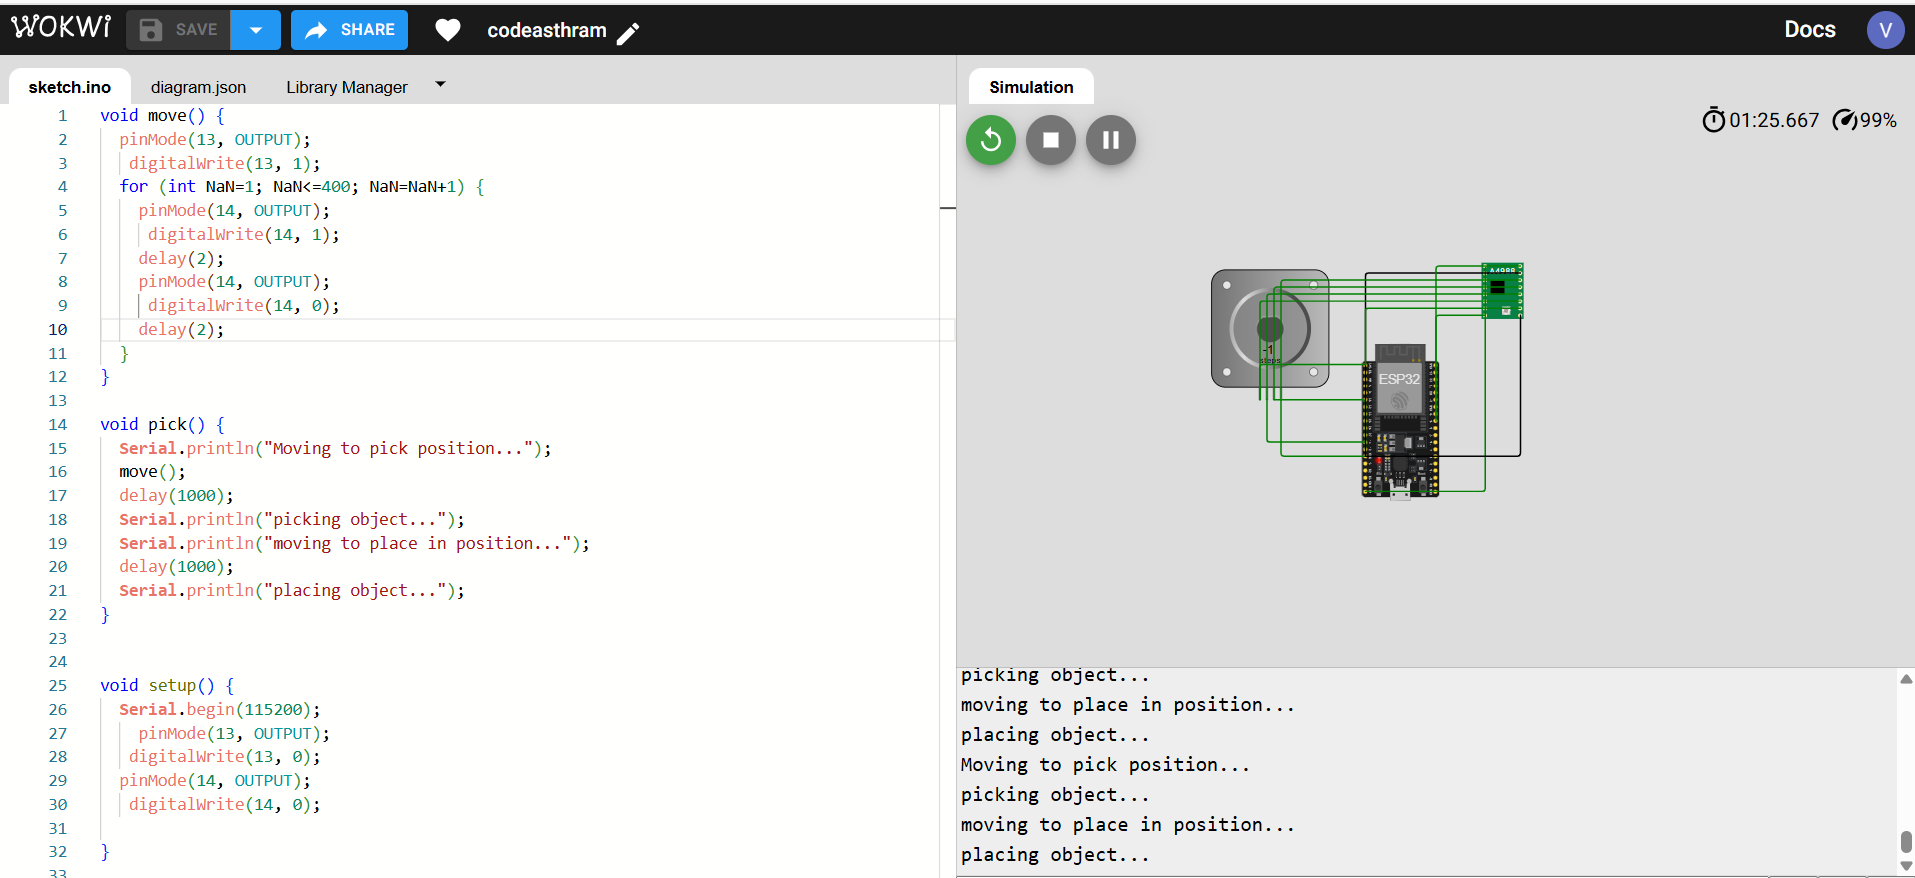 WOKWi SAVE SHARE codeasthram Docs V
sketch.ino diagram.json Library Manager
1 void move() {
2 pinMode(13, OUTPUT);
3 digitalWrite(13, 1);
4 for (int NaN=1; NaN<=400; NaN=NaN+1) {
5 pinMode(14, OUTPUT);
6 digitalWrite(14, 1);
7 delay(2);
8 pinMode(14, OUTPUT);
9 digitalWrite(14, 0);
10 delay(2);
11 }
12 }
13
14 void pick() {
15 Serial.println("Moving to pick position...");
16 move();
17 delay(1000);
18 Serial.println("picking object...");
19 Serial.println("moving to place in position...");
20 delay(1000);
21 Serial.println("placing object...");
22 }
23
24
25 void setup() {
26 Serial.begin(115200);
27 pinMode(13, OUTPUT);
28 digitalWrite(13, 0);
29 pinMode(14, OUTPUT);
30 digitalWrite(14, 0);
31
32 }
33
Simulation
01:25.667 99%
A4988
-1
steps
ESP32
picking object...
moving to place in position...
placing object...
Moving to pick position...
picking object...
moving to place in position...
placing object...